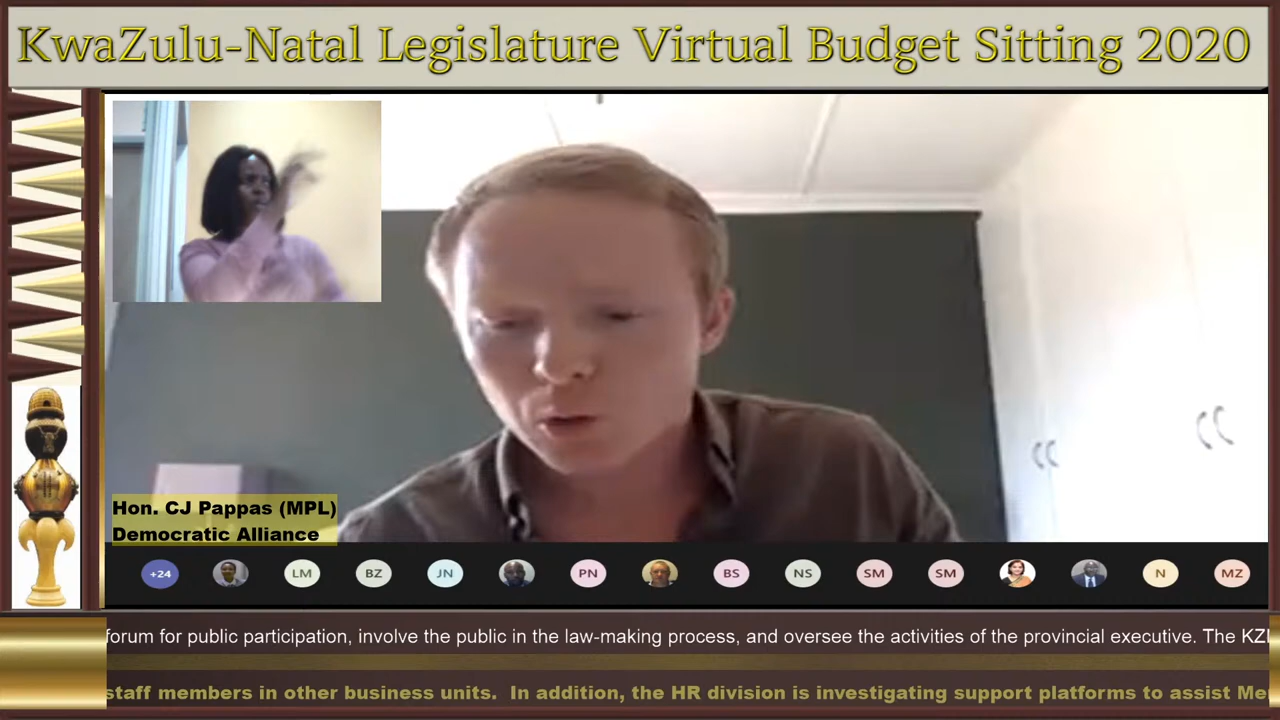 KwaZulu-Natal Legislature Virtual Budget Sitting 2020
Hon. CJ Pappas (MPL)
Democratic Alliance
+24 LM BZ JN PN BS NS SM SM N MZ
forum for public participation, involve the public in the law-making process, and oversee the activities of the provincial executive. The KZ
staff members in other business units. In addition, the HR division is investigating support platforms to assist Me